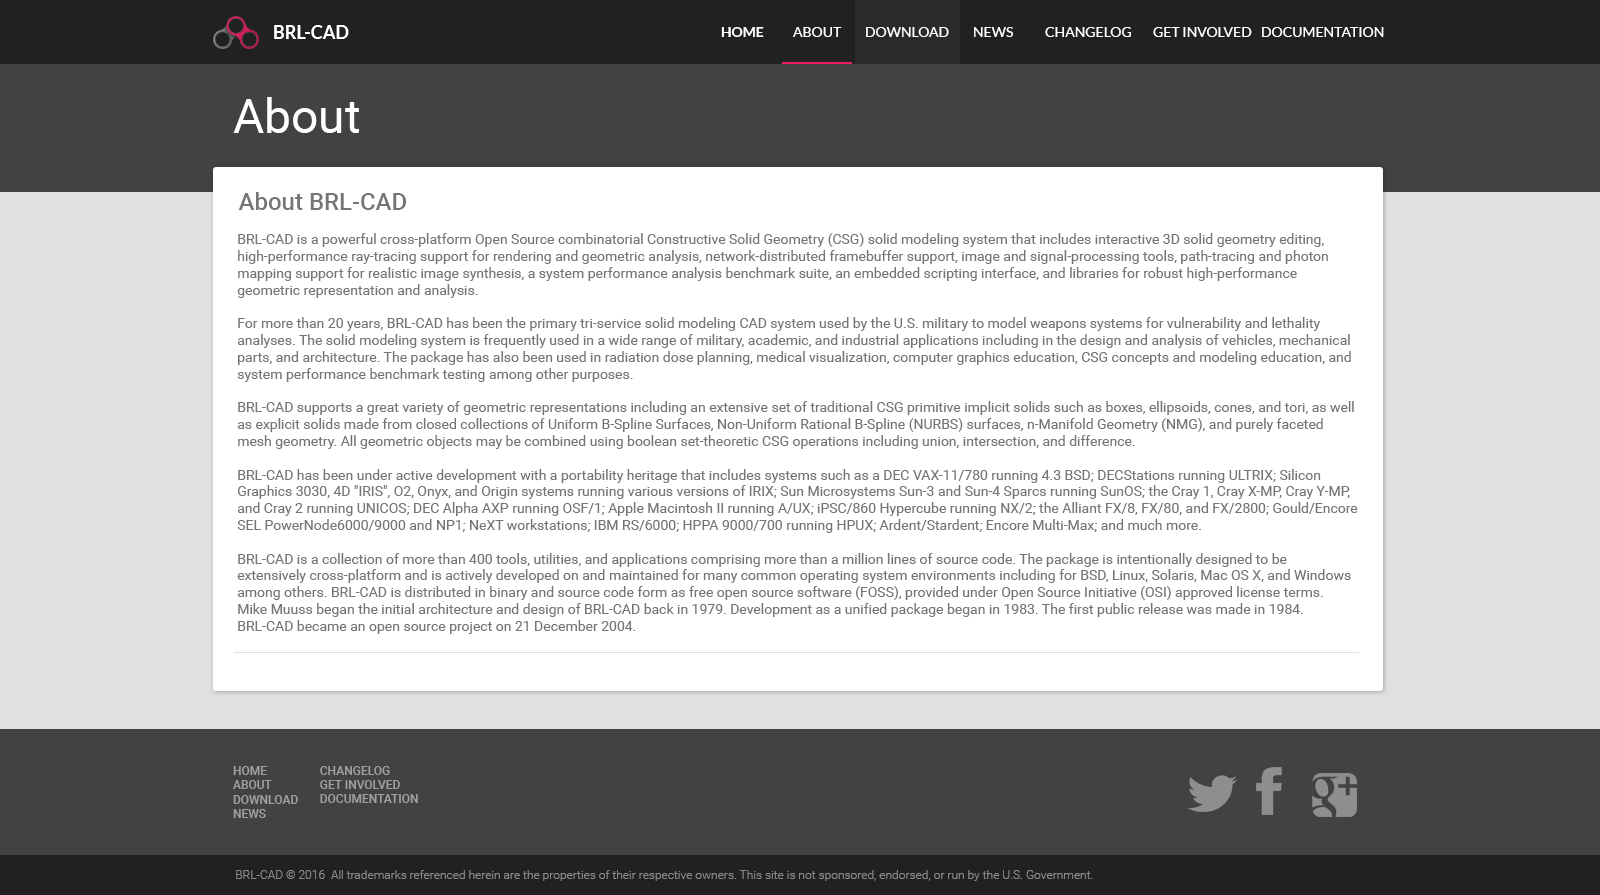 BRL-CAD
HOME ABOUT DOWNLOAD NEWS CHANGELOG GET INVOLVED DOCUMENTATION
About
About BRL-CAD
BRL-CAD is a powerful cross-platform Open Source combinatorial Constructive Solid Geometry (CSG) solid modeling system that includes interactive 3D solid geometry editing,
high-performance ray-tracing support for rendering and geometric analysis, network-distributed framebuffer support, image and signal-processing tools, path-tracing and photon
mapping support for realistic image synthesis, a system performance analysis benchmark suite, an embedded scripting interface, and libraries for robust high-performance
geometric representation and analysis.
For more than 20 years, BRL-CAD has been the primary tri-service solid modeling CAD system used by the U.S. military to model weapons systems for vulnerability and lethality
analyses. The solid modeling system is frequently used in a wide range of military, academic, and industrial applications including in the design and analysis of vehicles, mechanical
parts, and architecture. The package has also been used in radiation dose planning, medical visualization, computer graphics education, CSG concepts and modeling education, and
system performance benchmark testing among other purposes.
BRL-CAD supports a great variety of geometric representations including an extensive set of traditional CSG primitive implicit solids such as boxes, ellipsoids, cones, and tori, as well
as explicit solids made from closed collections of Uniform B-Spline Surfaces, Non-Uniform Rational B-Spline (NURBS) surfaces, n-Manifold Geometry (NMG), and purely faceted
mesh geometry. All geometric objects may be combined using boolean set-theoretic CSG operations including union, intersection, and difference.
BRL-CAD has been under active development with a portability heritage that includes systems such as a DEC VAX-11/780 running 4.3 BSD; DECStations running ULTRIX; Silicon
Graphics 3030, 4D "IRIS", O2, Onyx, and Origin systems running various versions of IRIX; Sun Microsystems Sun-3 and Sun-4 Sparcs running SunOS; the Cray 1, Cray X-MP, Cray Y-MP,
and Cray 2 running UNICOS; DEC Alpha AXP running OSF/1; Apple Macintosh II running A/UX; iPSC/860 Hypercube running NX/2; the Alliant FX/8, FX/80, and FX/2800; Gould/Encore
SEL PowerNode6000/9000 and NP1; NeXT workstations; IBM RS/6000; HPPA 9000/700 running HPUX; Ardent/Stardent; Encore Multi-Max; and much more.
BRL-CAD is a collection of more than 400 tools, utilities, and applications comprising more than a million lines of source code. The package is intentionally designed to be
extensively cross-platform and is actively developed on and maintained for many common operating system environments including for BSD, Linux, Solaris, Mac OS X, and Windows
among others. BRL-CAD is distributed in binary and source code form as free open source software (FOSS), provided under Open Source Initiative (OSI) approved license terms.
Mike Muuss began the initial architecture and design of BRL-CAD back in 1979. Development as a unified package began in 1983. The first public release was made in 1984.
BRL-CAD became an open source project on 21 December 2004.
HOME
ABOUT
DOWNLOAD
NEWS
CHANGELOG
GET INVOLVED
DOCUMENTATION
BRL-CAD © 2016 All trademarks referenced herein are the properties of their respective owners. This site is not sponsored, endorsed, or run by the U.S. Government.